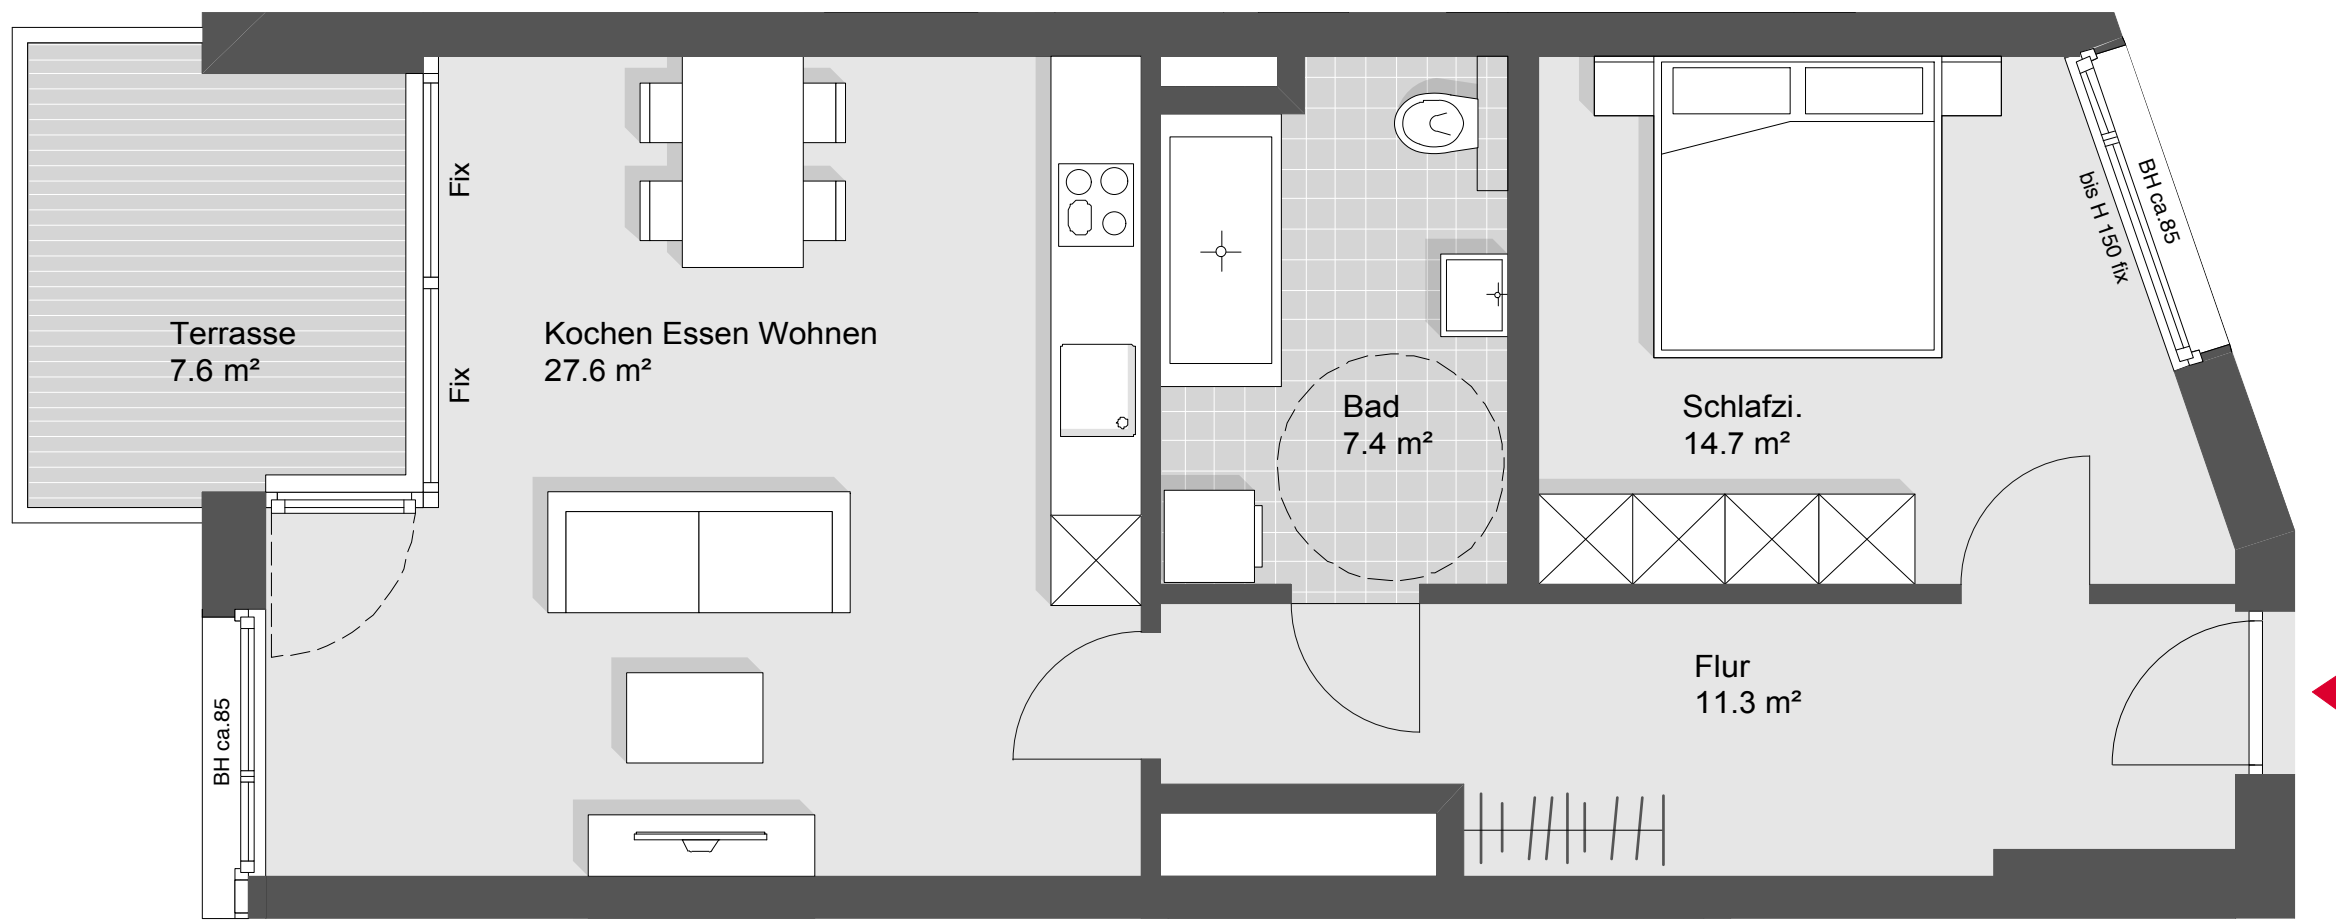 Terrasse
7.6 m²
Fix
Fix
Kochen Essen Wohnen
27.6 m²
Bad
7.4 m²
Schlafzi.
14.7 m²
bis H 150 fix
BH ca.85
Flur
11.3 m²
BH ca.85